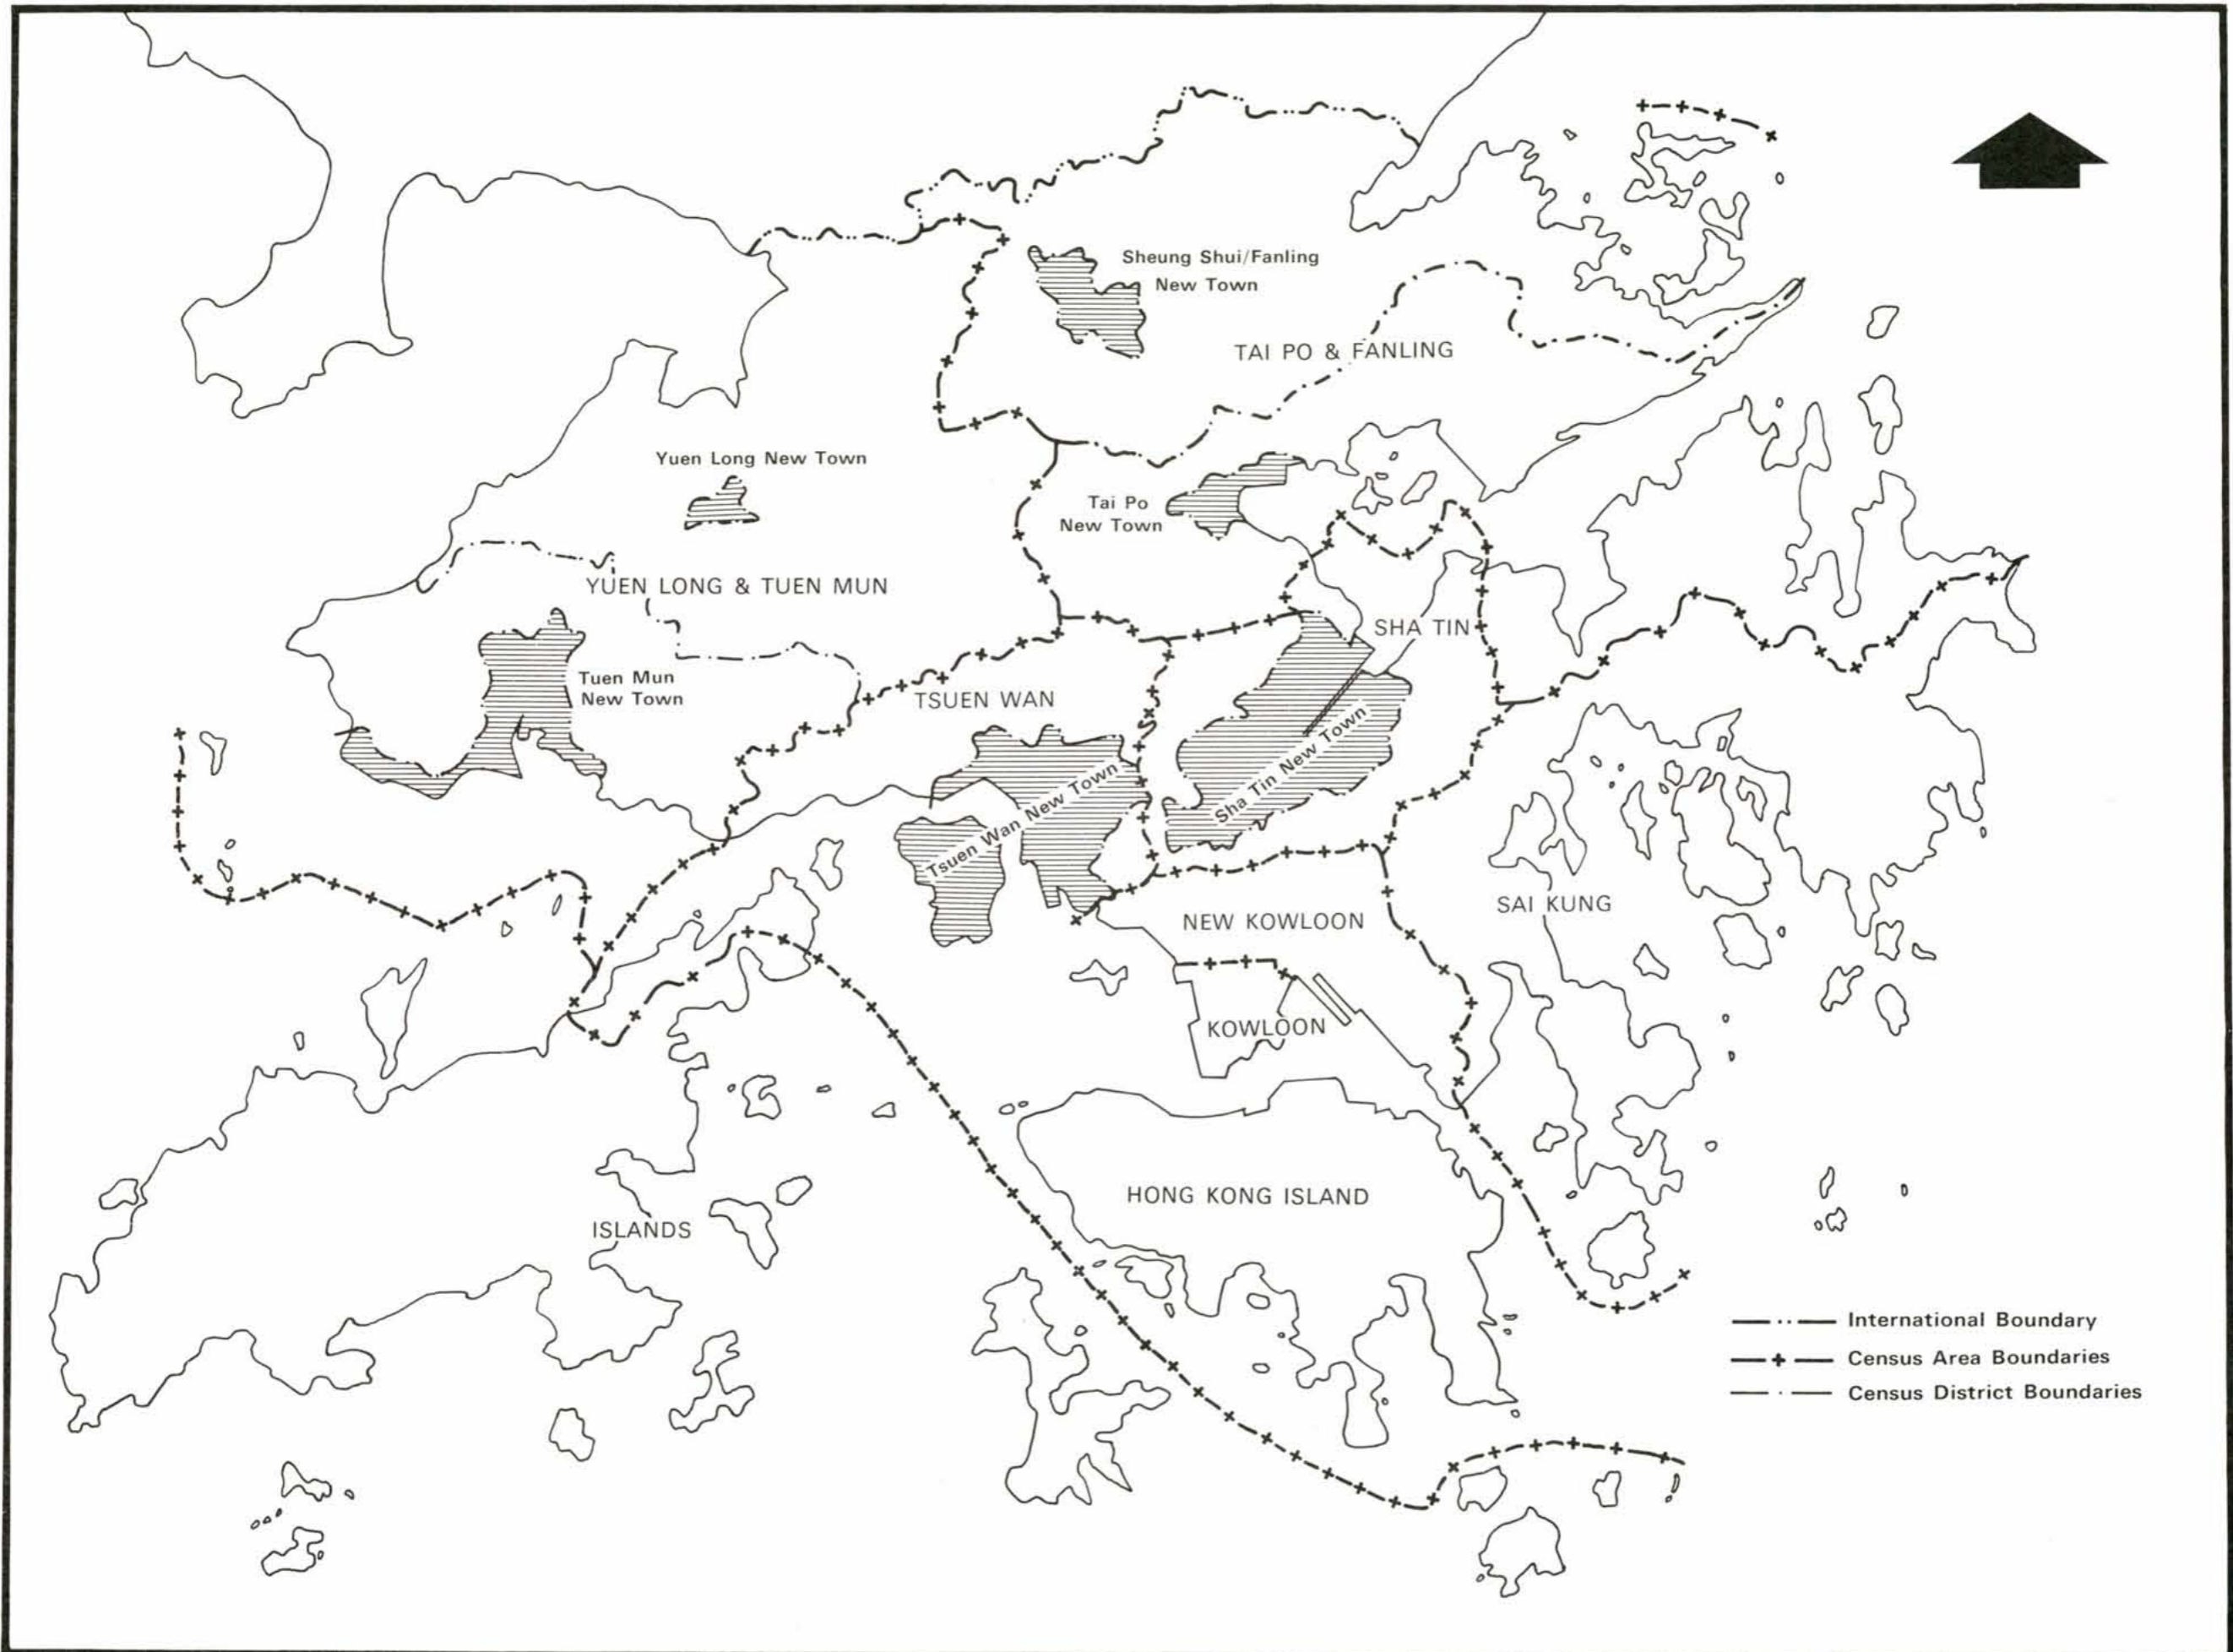 Sheung Shui/Fanling
New Town
TAI PO & FANLING
Yuen Long New Town
Tai Po
New Town
YUEN LONG & TUEN MUN
SHA TIN
Tuen Mun
New Town
TSUEN WAN
Sha Tin New Town
Tsuen Wan New Town
SAI KUNG
NEW KOWLOON
KOWLOON
HONG KONG ISLAND
ISLANDS
International Boundary
Census Area Boundaries
Census District Boundaries